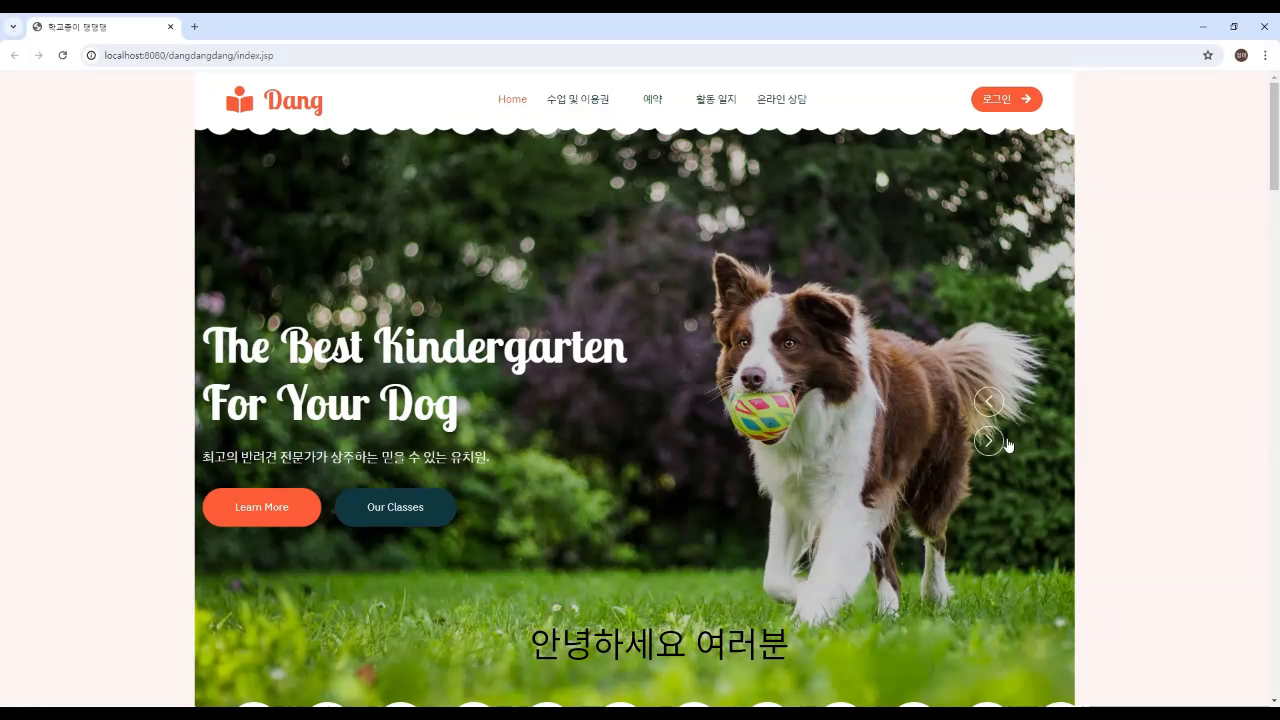 학교종이 댕댕댕
localhost:8080/dangdangdang/index.jsp
Dang
Home 수업 및 이용권 예약 활동 일지 온라인 상담
로그인
The Best Kindergarten
For Your Dog
최고의 반려견 전문가가 상주하는 믿을 수 있는 유치원.
Learn More Our Classes
안녕하세요 여러분